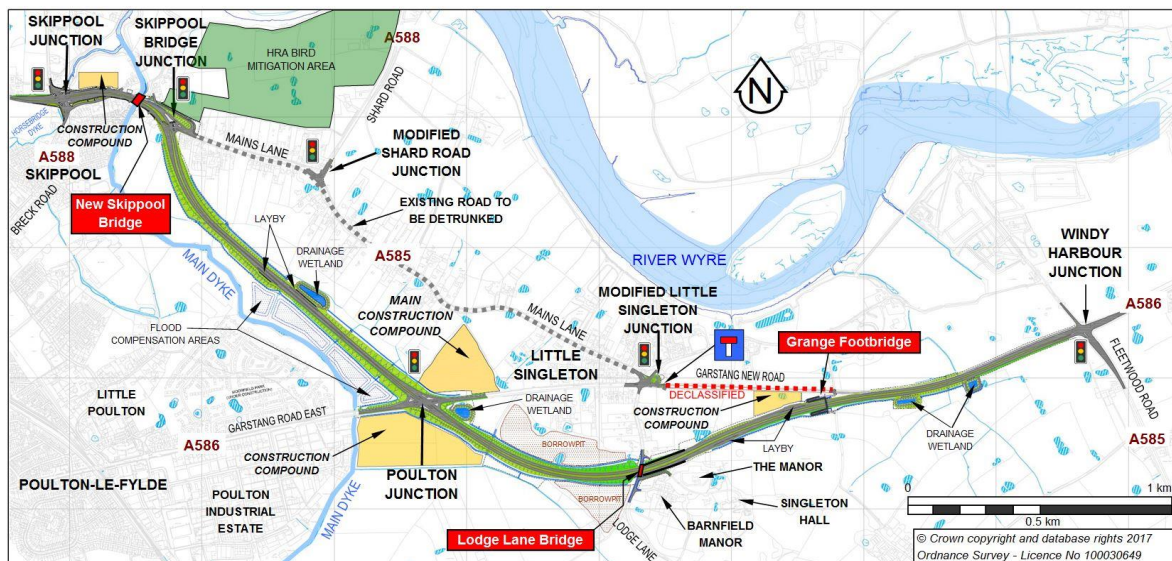 SKIPPOOL
JUNCTION
SKIPPOOL
BRIDGE
JUNCTION
HRA BIRD
MITIGATION AREA
A588
SHARD ROAD
N
HORSEBRIDGE
DYKE
CONSTRUCTION
COMPOUND
MAINS LANE
MODIFIED
SHARD ROAD
JUNCTION
A588
SKIPPOOL
BRECK ROAD
New Skippool
Bridge
EXISTING ROAD TO
BE DETRUNKED
LAYBY
DRAINAGE
WETLAND
A585
MAIN DYKE
RIVER WYRE
WINDY
HARBOUR
JUNCTION
A586
MAIN
CONSTRUCTION
COMPOUND
MAINS LANE
MODIFIED LITTLE
SINGLETON
JUNCTION
Grange Footbridge
FLOOD
COMPENSATION AREAS
LITTLE
SINGLETON
GARSTANG NEW ROAD
DECLASSIFIED
FLEETWOOD ROAD
LITTLE
POULTON
GARSTANG ROAD EAST
DRAINAGE
WETLAND
CONSTRUCTION
COMPOUND
LAYBY
DRAINAGE
WETLAND
A585
A586
CONSTRUCTION
COMPOUND
BORROWPIT
THE MANOR
POULTON-LE-FYLDE
POULTON
INDUSTRIAL
ESTATE
MAIN DYKE
POULTON
JUNCTION
BORROWPIT
LODGE LANE
SINGLETON
HALL
BARNFIELD
MANOR
Lodge Lane Bridge
0
1 km
0.5 km
© Crown copyright and database rights 2017
Ordnance Survey - Licence No 100030649